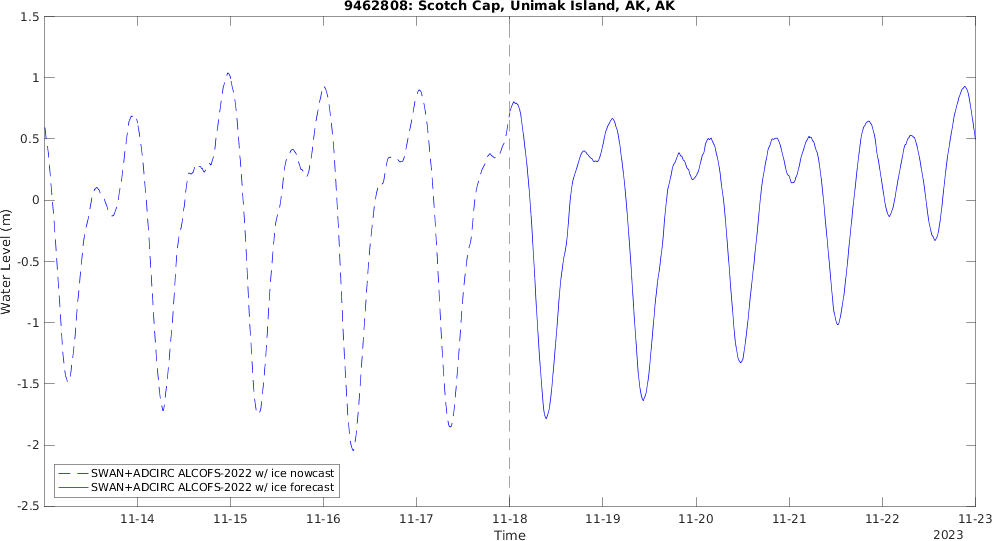 9462808: Scotch Cap, Unimak Island, AK, AK
Water Level (m)
1.5
1
0.5
0
-0.5
-1
-1.5
-2
-2.5
SWAN+ADCIRC ALCOFS-2022 w/ ice nowcast
SWAN+ADCIRC ALCOFS-2022 w/ ice forecast
11-14 11-15 11-16 11-17 11-18 11-19 11-20 11-21 11-22 11-23
Time
2023